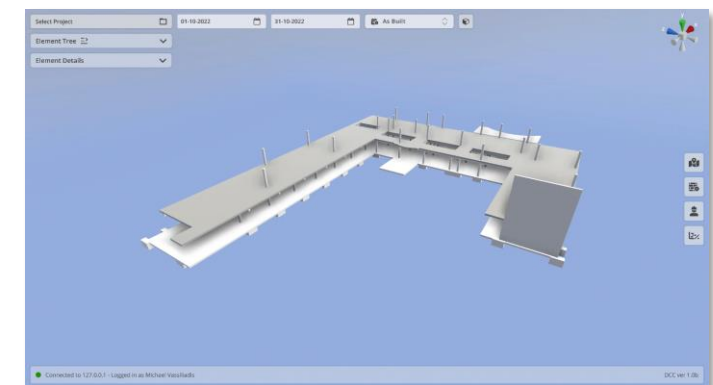 Select Project
01-10-2022
31-10-2022
As Built
Element Tree
Element Details
Connected to 127.0.0.1 - Logged in as Michael Vassiliadis
DCC ver 1.0b